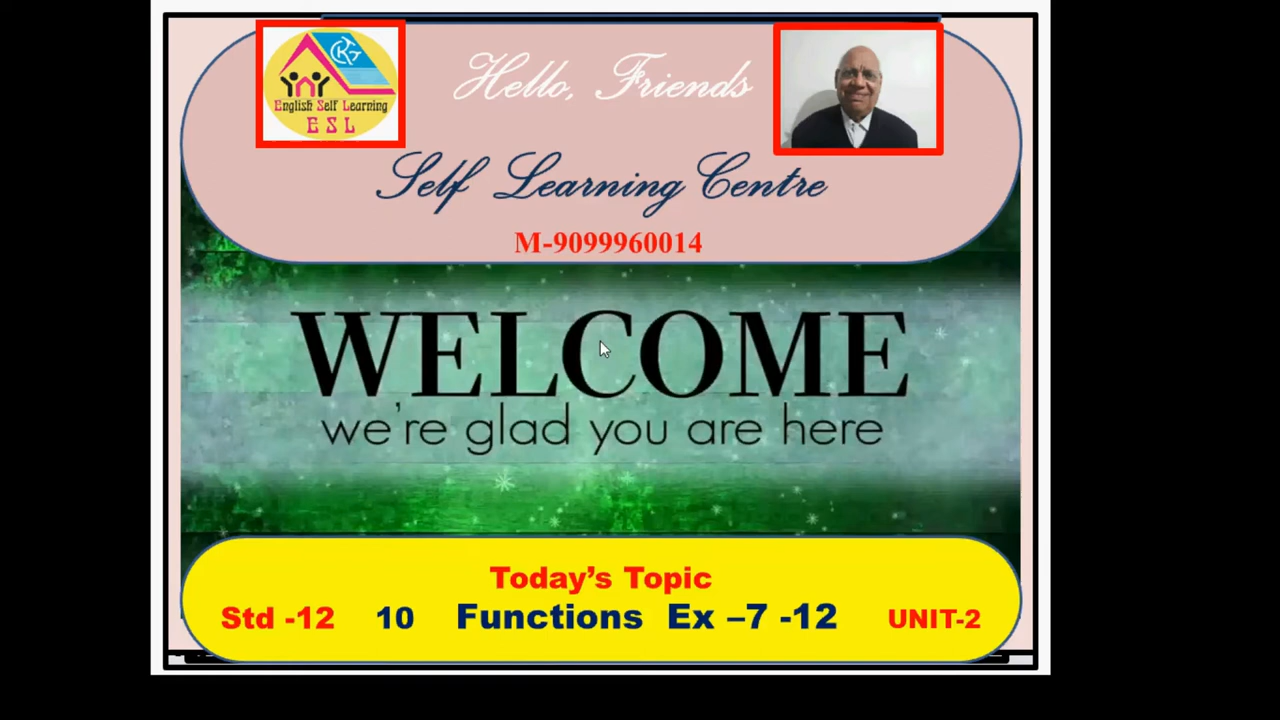 Hello, Friends
English Self Learning
E S L
Self Learning Centre
M-9099960014
WELCOME
we're glad you are here
Today's Topic
Std -12 10 Functions Ex –7 -12 UNIT-2